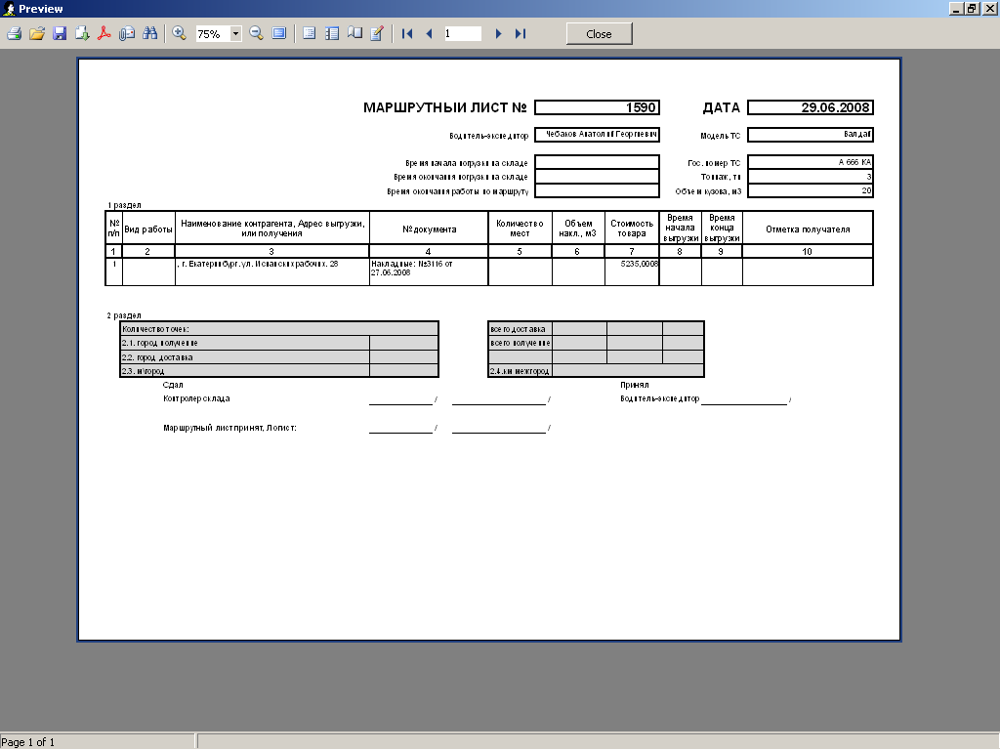 Preview
75%
1
Close
МАРШРУТНЫЙ ЛИСТ № 1590 ДАТА 29.06.2008
Водитель-экспедитор Чебаков Анатолий Георгиевич Модель ТС Валдай
Время начала погрузки на складе Гос. номер ТС А 666 КА
Время окончания погрузки на складе Тоннаж, тн 3
Время окончания работы по маршруту Объем кузова, м3 20
1 раздел
№ п/п Вид работы Наименование контрагента, Адрес выгрузки, или получения № документа Количество мест Объем накл., м3 Стоимость товара Время начала выгрузки Время конца выгрузки Отметка получателя
1 2 3 4 5 6 7 8 9 10
1 , г. Екатеринбург. ул. Испанских рабочих. 28 Накладные: №3116 от 27.06.2008 5235,0008
2 раздел
Количество точек: всего доставка
2.1. город получение всего получение
2.2. город доставка
2.3. м\город 2.4.км межгород
Сдал Принял
Контролер склада / / Водитель-экспедитор /
Маршрутный лист принят, Логист: / /
Page 1 of 1